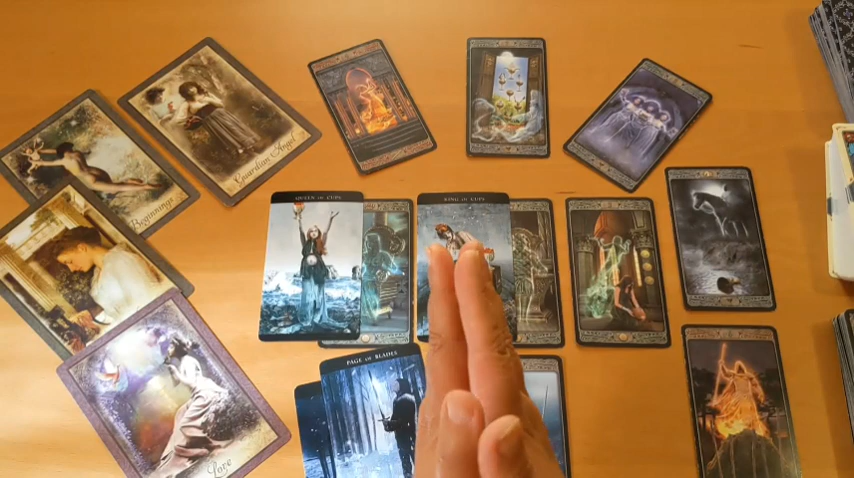 Guardian Angel
Beginnings
QUEEN OF CUPS
KING OF CUPS
PAGE OF BLADES
Love